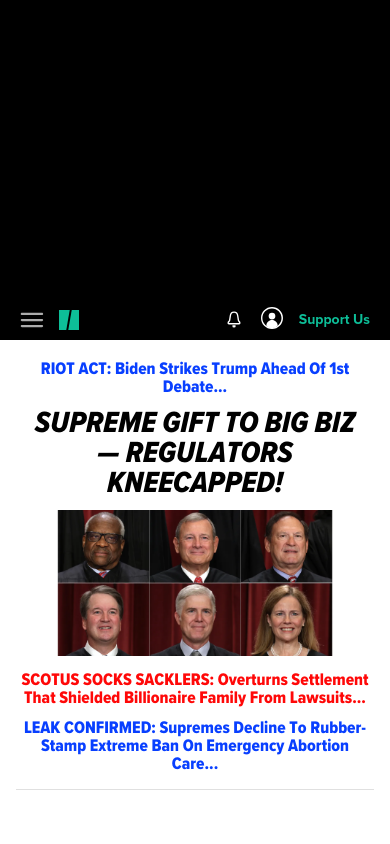 Support Us
RIOT ACT: Biden Strikes Trump Ahead Of 1st
Debate...
SUPREME GIFT TO BIG BIZ
— REGULATORS
KNEECAPPED!
SCOTUS SOCKS SACKLERS: Overturns Settlement
That Shielded Billionaire Family From Lawsuits...
LEAK CONFIRMED: Supremes Decline To Rubber-
Stamp Extreme Ban On Emergency Abortion
Care...